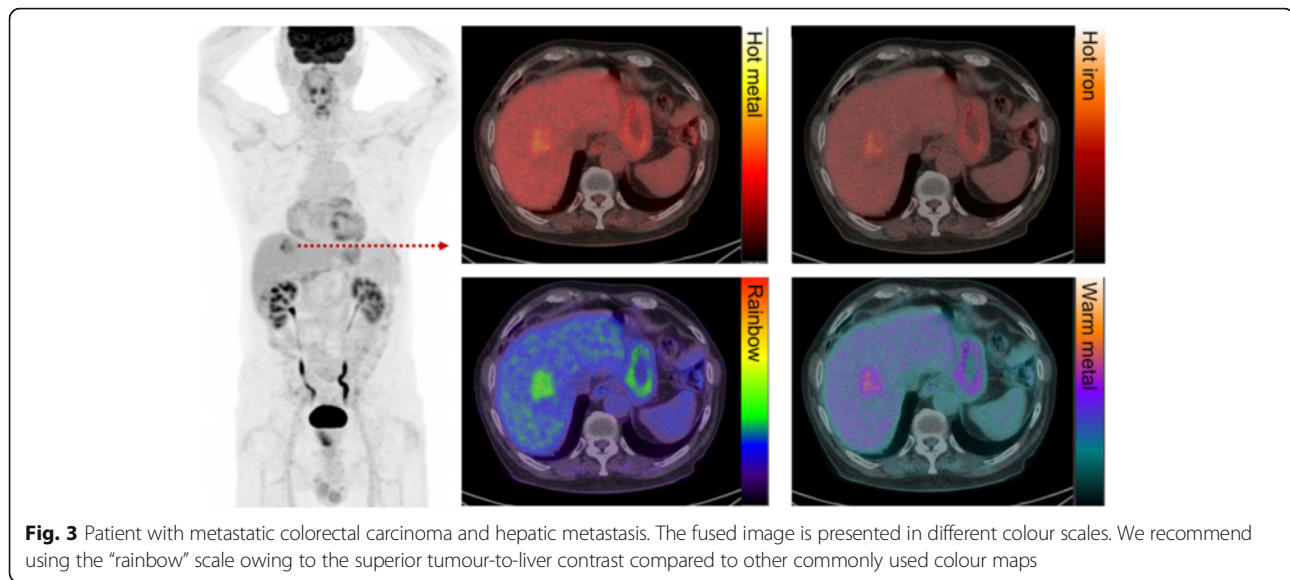 Hot metal
Hot iron
Rainbow
Warm metal
Fig. 3 Patient with metastatic colorectal carcinoma and hepatic metastasis. The fused image is presented in different colour scales. We recommend
using the “rainbow” scale owing to the superior tumour-to-liver contrast compared to other commonly used colour maps